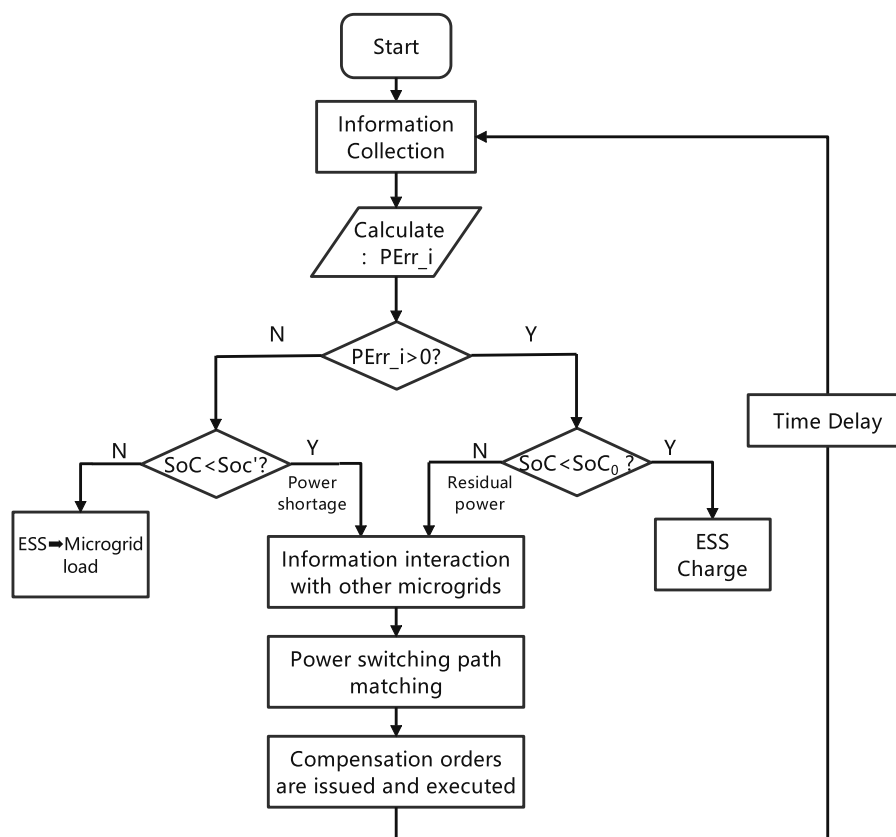 Start
Information
Collection
Calculate
: PErr_i
N
Y
PErr_i>0?
Time Delay
N
SoC<Soc'?
Y
N
SoC<SoC₀ ?
Y
Power
shortage
Residual
power
ESS➡Microgrid
load
Information interaction
with other microgrids
ESS
Charge
Power switching path
matching
Compensation orders
are issued and executed